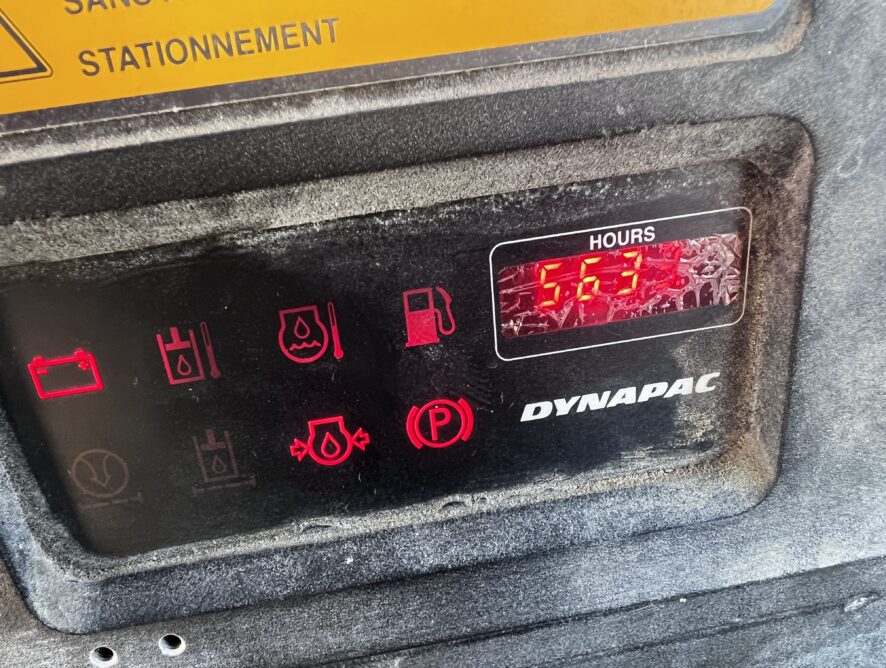 STATIONNEMENT
HOURS
563
DYNAPAC
P